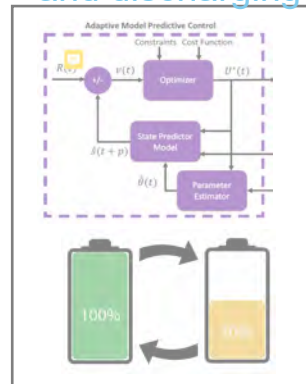 and discharging
Adaptive Model Predictive Control
Constraints Cost Function
+/-
v(t)
Optimizer
U*(t)
State Predictor
Model
θ̂(t)
Parameter
Estimator
100%